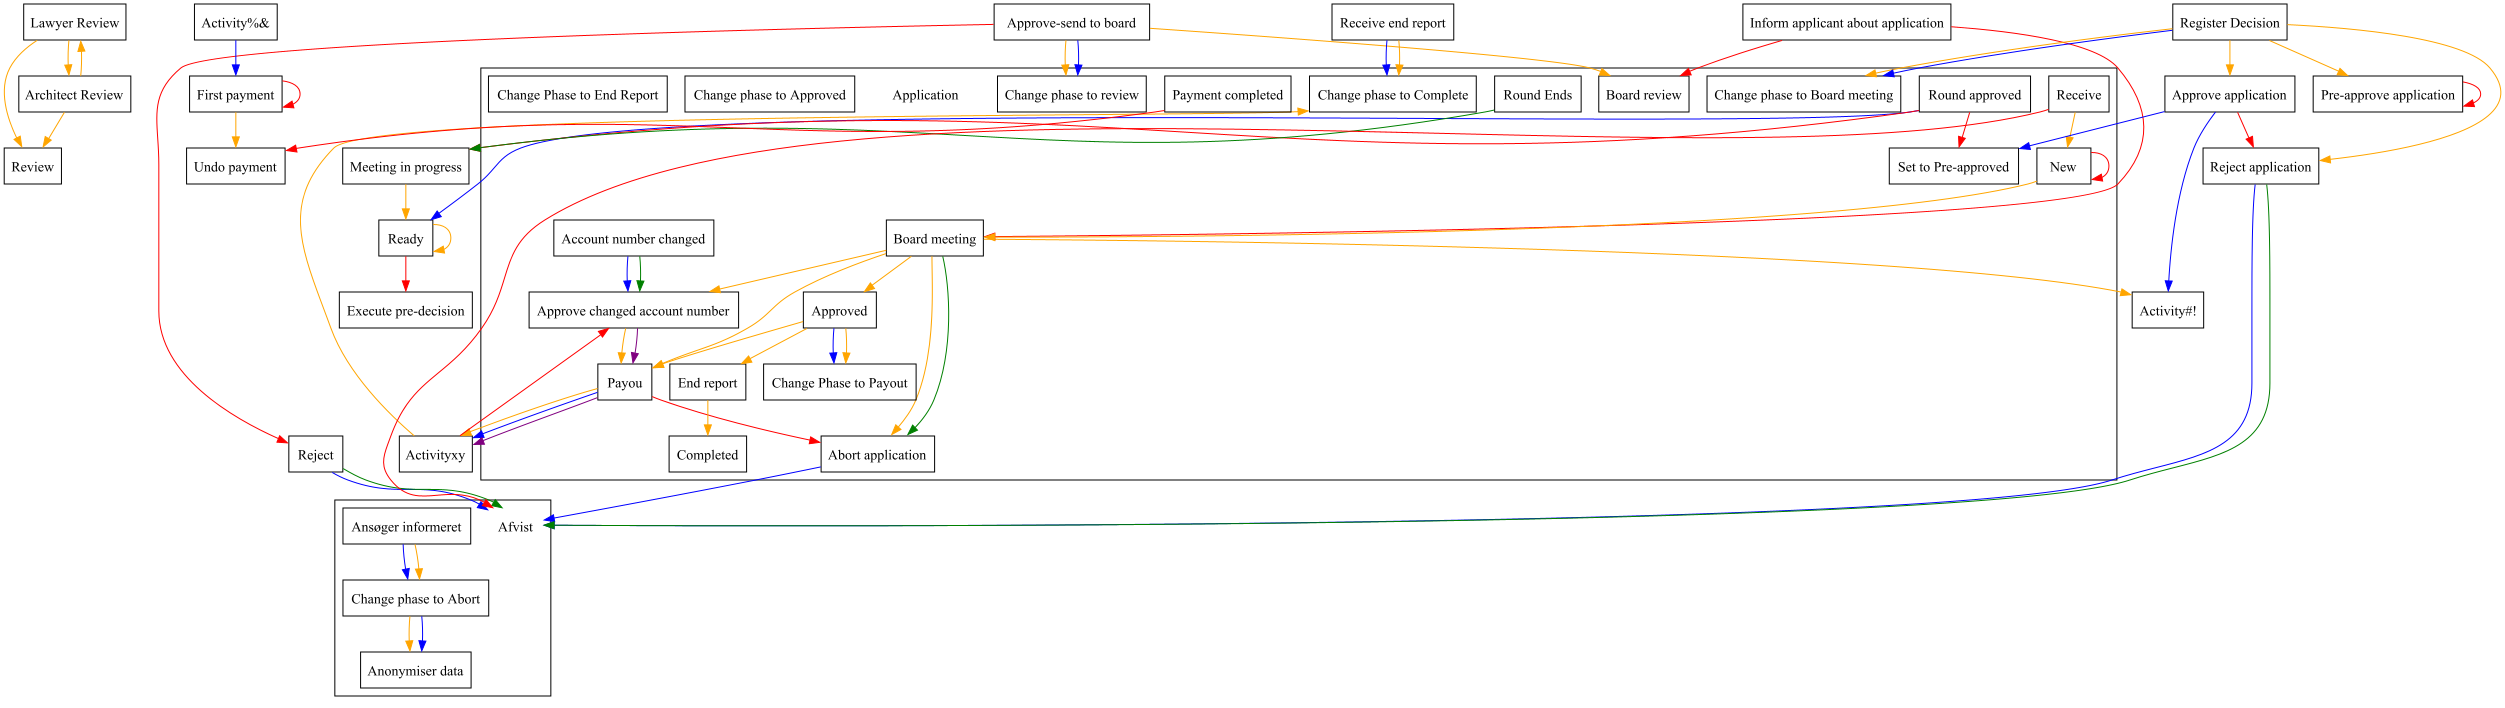 Lawyer Review
Activity%&
Approve-send to board
Receive end report
Inform applicant about application
Register Decision
Architect Review
First payment
Change Phase to End Report
Change phase to Approved
Application
Change phase to review
Payment completed
Change phase to Complete
Round Ends
Board review
Change phase to Board meeting
Round approved
Receive
Approve application
Pre-approve application
Review
Undo payment
Meeting in progress
Set to Pre-approved
New
Reject application
Ready
Account number changed
Board meeting
Execute pre-decision
Approve changed account number
Approved
Activity#!
Payou
End report
Change Phase to Payout
Reject
Activityxy
Completed
Abort application
Ansøger informeret
Afvist
Change phase to Abort
Anonymiser data